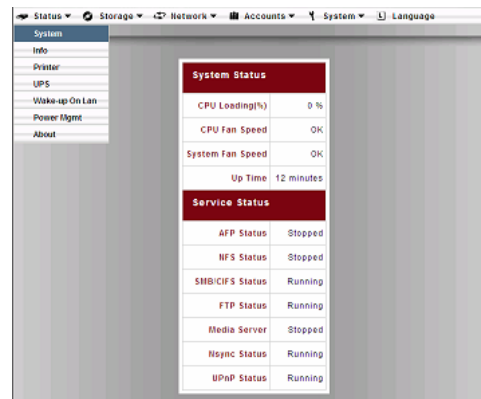 Status Storage Network Accounts System Language
System
Info
Printer
UPS
Wake-up On Lan
Power Mgmt
About
System Status
CPU Loading(%) 0 %
CPU Fan Speed OK
System Fan Speed OK
Up Time 12 minutes
Service Status
AFP Status Stopped
NFS Status Stopped
SMB/CIFS Status Running
FTP Status Running
Media Server Stopped
Nsync Status Running
UPnP Status Running